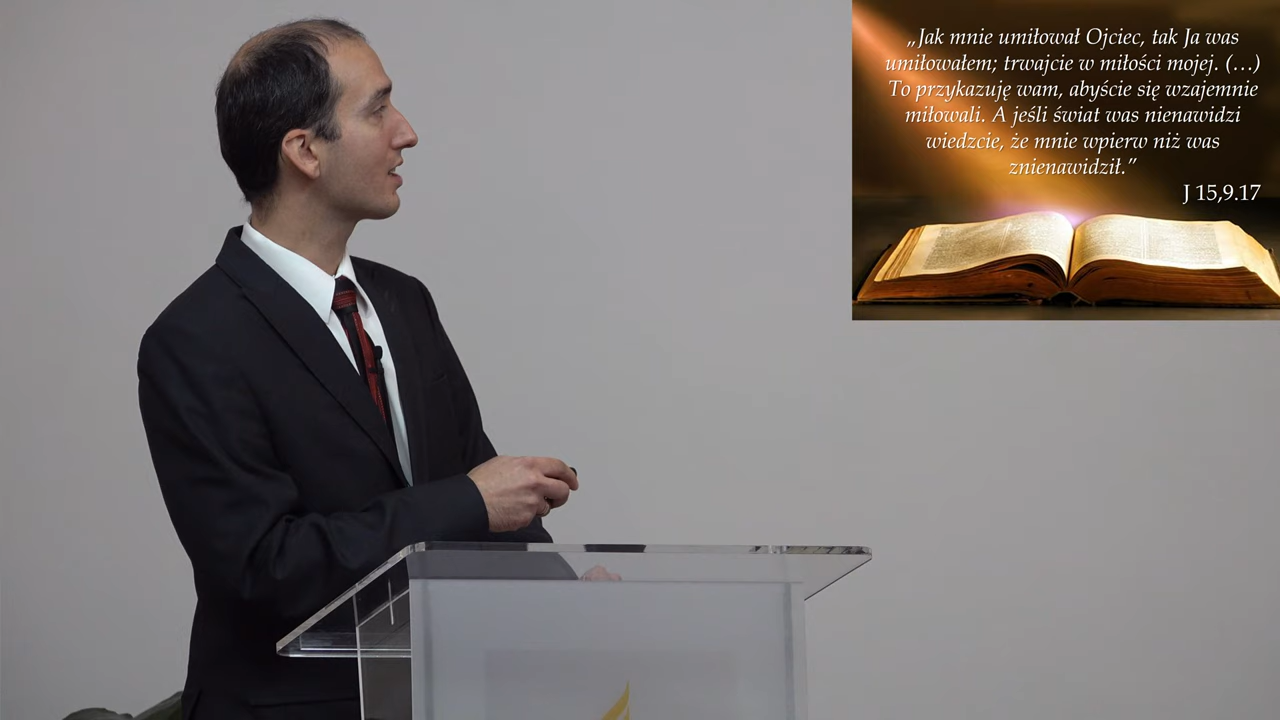 „Jak mnie umiłował Ojciec, tak Ja was
umiłowałem; trwajcie w miłości mojej. (…)
To przykazuję wam, abyście się wzajemnie
miłowali. A jeśli świat was nienawidzi
wiedzcie, że mnie wpierw niż was
znienawidził.”
J 15,9.17